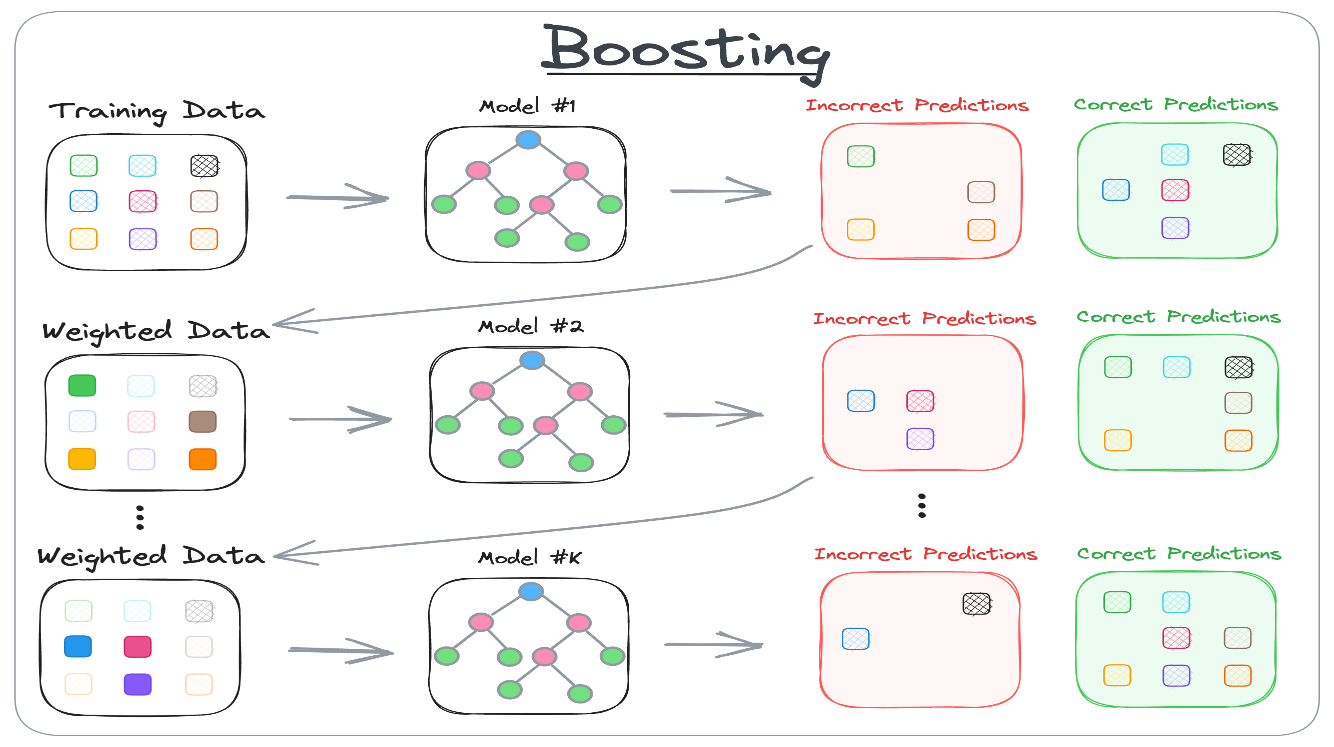 Boosting
Training Data
Model #1
Incorrect Predictions
Correct Predictions
Weighted Data
Model #2
Incorrect Predictions
Correct Predictions
Weighted Data
Model #K
Incorrect Predictions
Correct Predictions